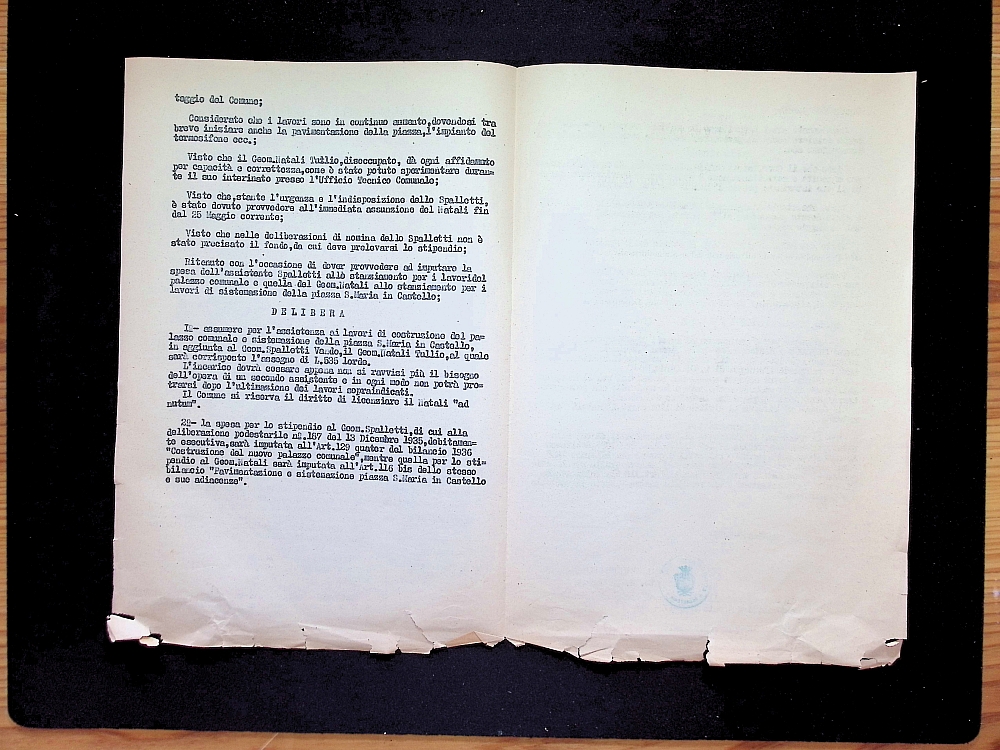 teggio del Comune;
Considerato che i lavori sono in continuo aumento,dovendosi tra
breve iniziare anche la pavimentazione della piazza,l'impianto del
termosifone ecc.;
Visto che il Geom.Natali Tullio,disoccupato, dà ogni affidamento
per capacità e correttezza,come è stato potuto sperimentare duran=
te il suo interinato presso l'Ufficio Tecnico Comunale;
Visto che,stante l'urgenza e l'indisposizione dello Spalletti,
è stato dovuto provvedere all'immediata assunzione del Natali fin
dal 25 Maggio corrente;
Visto che nelle deliberazioni di nomina dello Spalletti non è
stato precisato il fondo,da cui deve prelevarsi lo stipendio;
Ritenuto con l'occasione di dover provvedere ad imputare la
spesa dell'assistente Spalletti allo stanziamento per i lavoridel
palazzo comunale e quella del Geom.Natali allo stanziamento per i
lavori di sistemazione della piazza S.Maria in Castello;
DELIBERA
1º- assumere per l'assistenza ai lavori di costruzione del pa=
lazzo comunale e sistemazione della piazza S.Maria in Castello,
in aggiunta al Geom.Spalletti Vando,il Geom.Natali Tullio,al quale
sarà corrisposto l'assegno di L.535 lorde.
L'incarico dovrà cessare appena non si ravvisi più il bisogno
dell'opera di un secondo assistente e in ogni modo non potrà pro=
trarsi dopo l'ultimazione dei lavori sopraindicati.
Il Comune si riserva il diritto di licenziare il Natali "ad
nutum".
2º- la spesa per lo stipendio al Geom.Spalletti,di cui alla
deliberazione podestarile nº.187 del 13 Dicembre 1935,debitamen=
te esecutiva,sarà imputata all'Art.129 quater del bilancio 1936
"Costruzione del nuovo palazzo comunale",mentre quella per lo sti=
pendio al Geom.Natali sarà imputata all'Art.116 bis dello stesso
bilancio "Pavimentazione e sistemazione piazza S.Maria in Castello
e sue adiacenze".